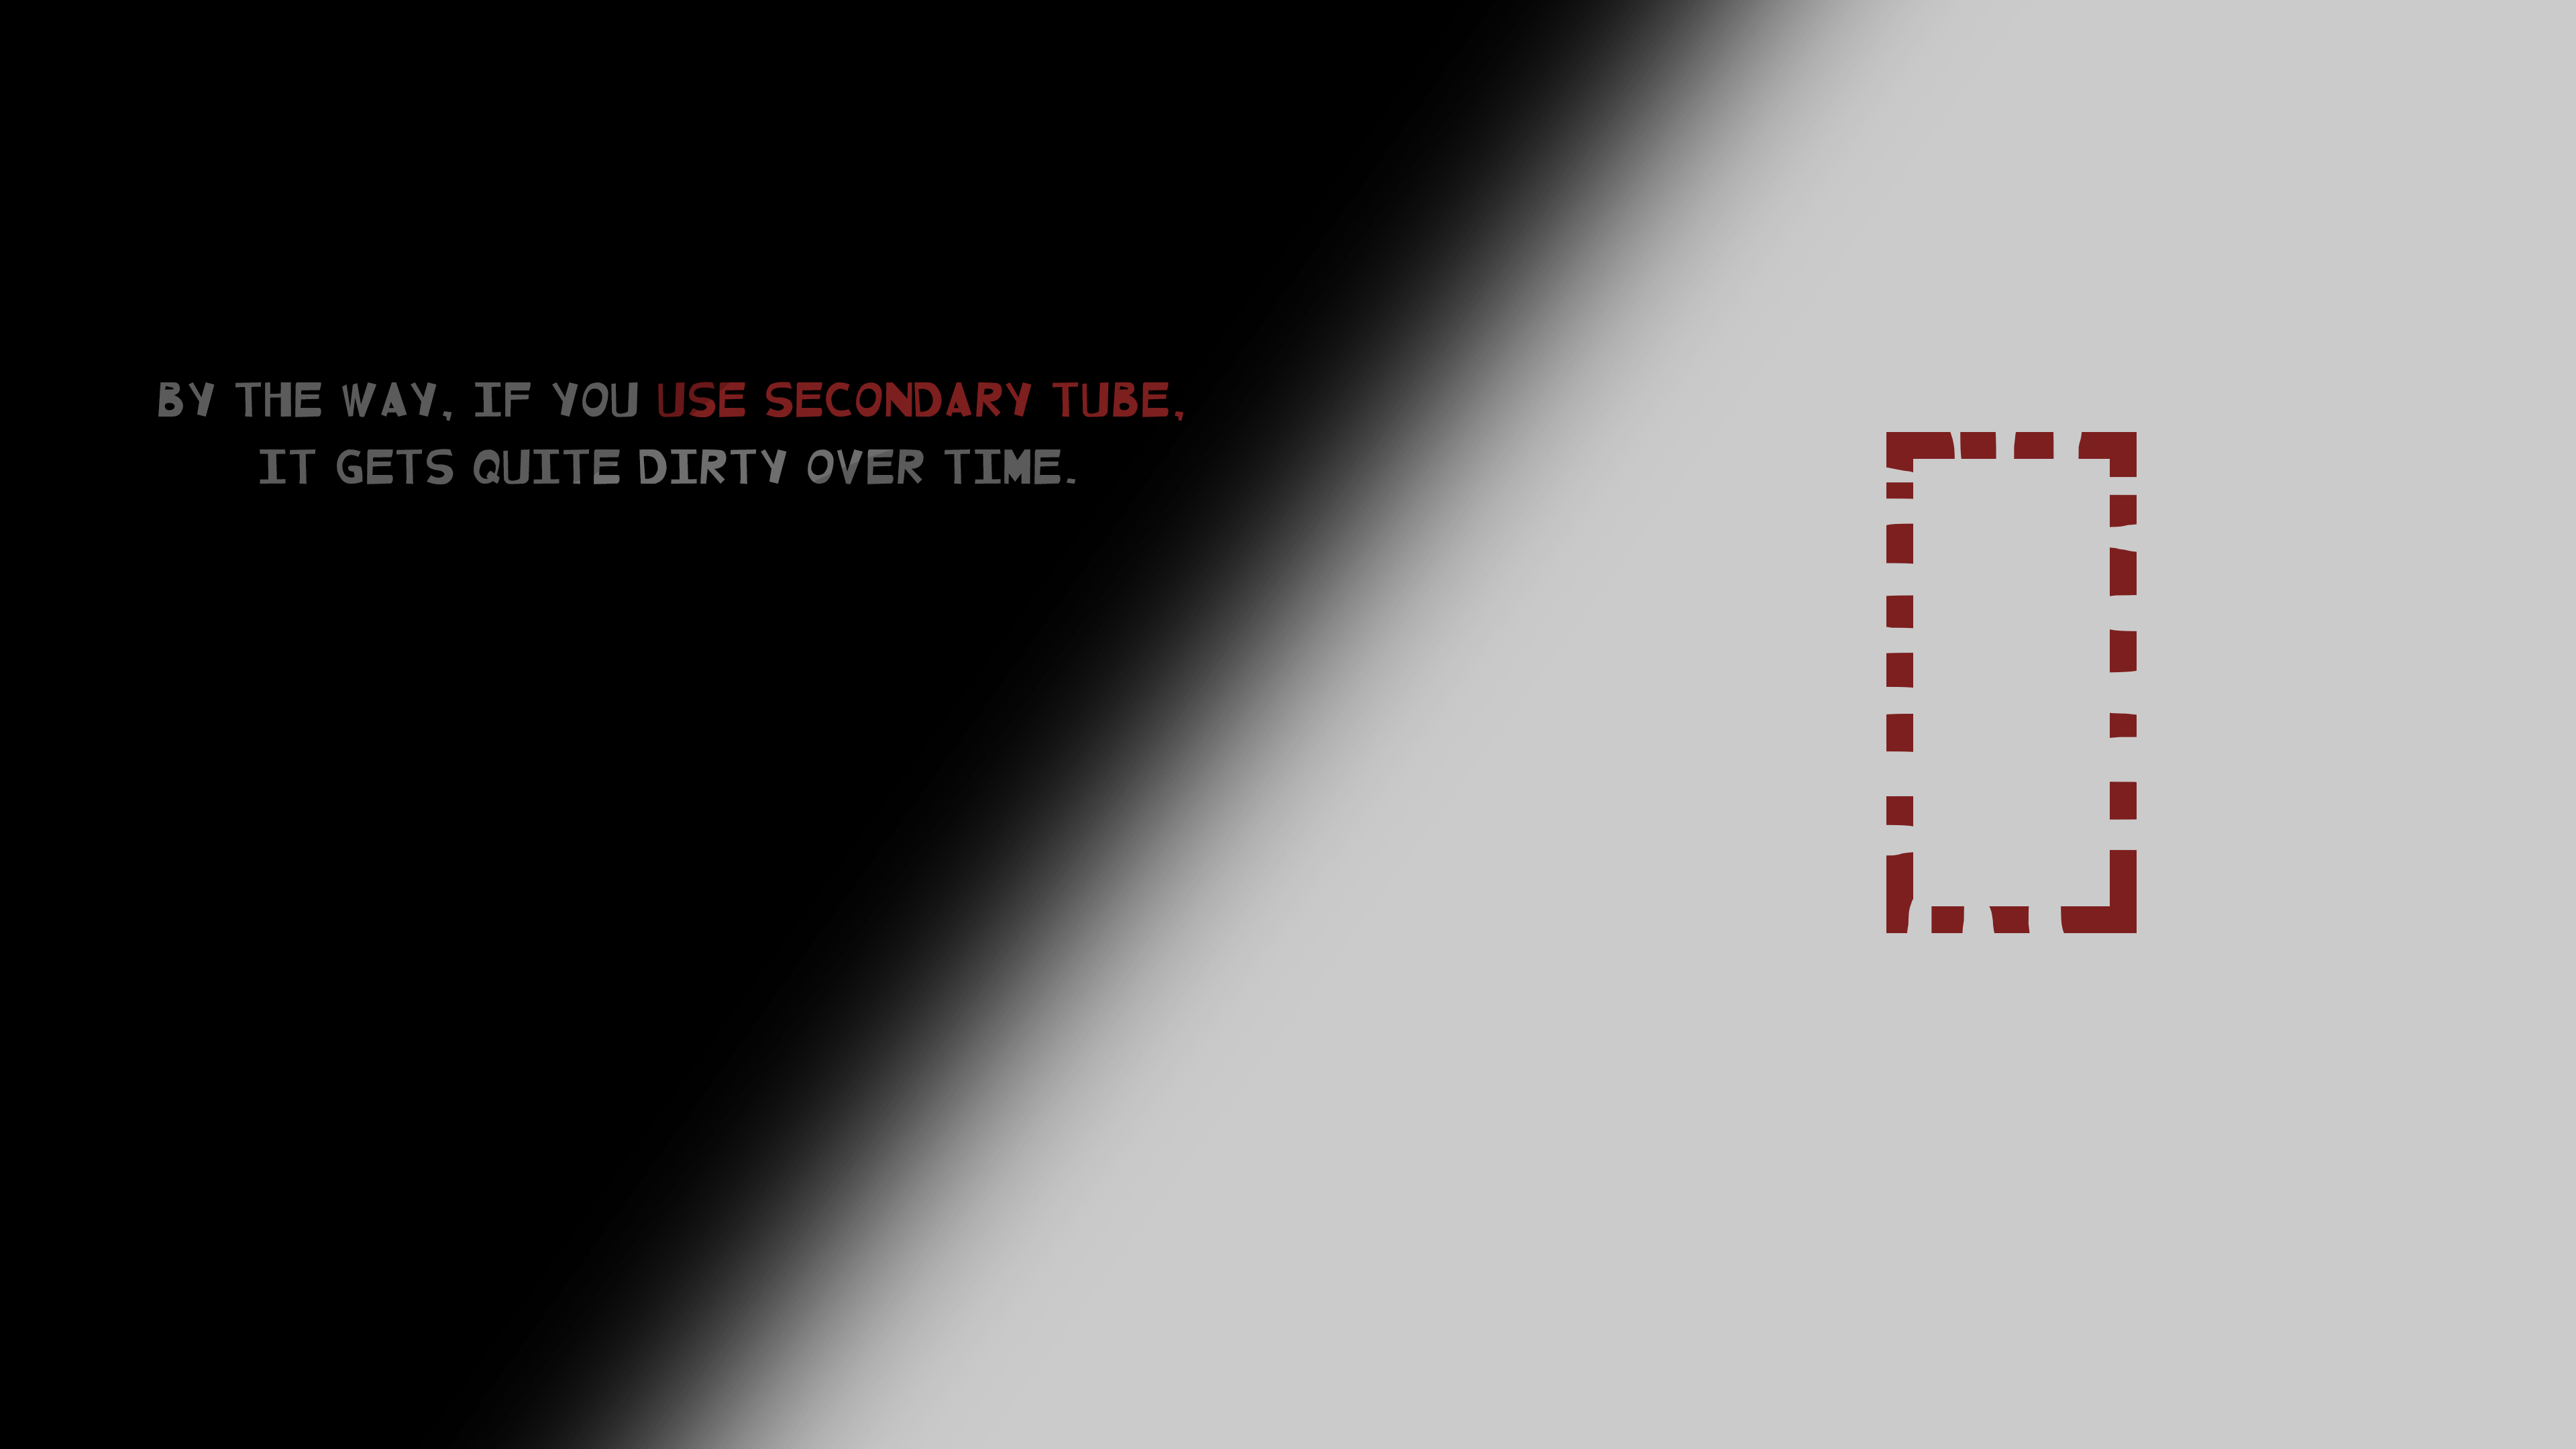 BY THE WAY, IF YOU USE SECONDARY TUBE,
IT GETS QUITE DIRTY OVER TIME.